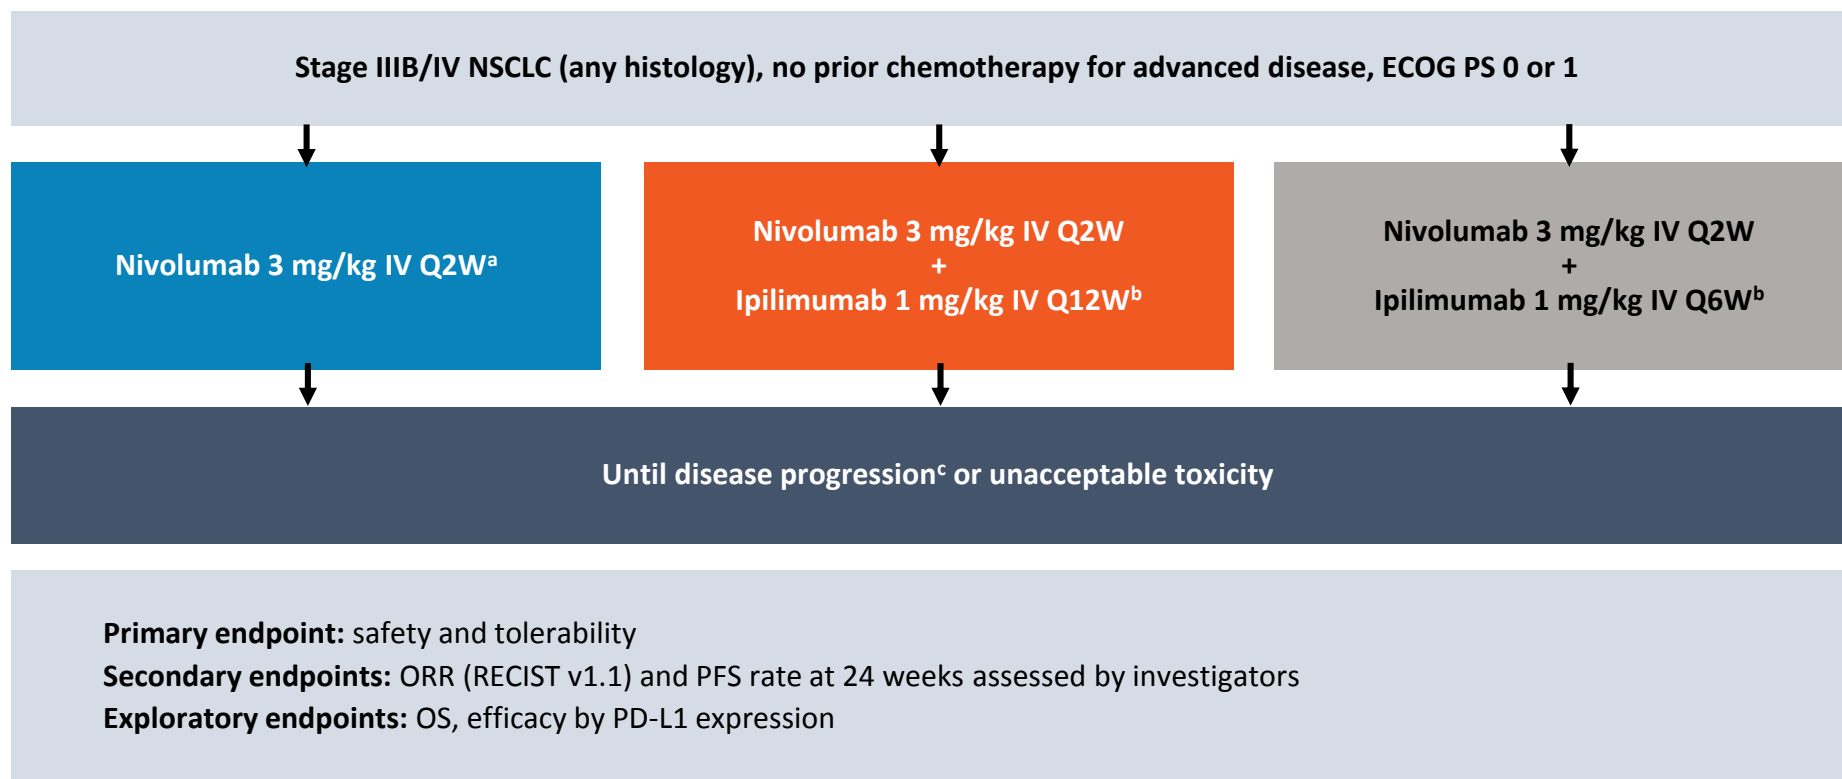 Stage IIIB/IV NSCLC (any histology), no prior chemotherapy for advanced disease, ECOG PS 0 or 1
Nivolumab 3 mg/kg IV Q2Wᵃ
Nivolumab 3 mg/kg IV Q2W
+
Ipilimumab 1 mg/kg IV Q12Wᵇ
Nivolumab 3 mg/kg IV Q2W
+
Ipilimumab 1 mg/kg IV Q6Wᵇ
Until disease progressionᶜ or unacceptable toxicity
Primary endpoint: safety and tolerability
Secondary endpoints: ORR (RECIST v1.1) and PFS rate at 24 weeks assessed by investigators
Exploratory endpoints: OS, efficacy by PD-L1 expression